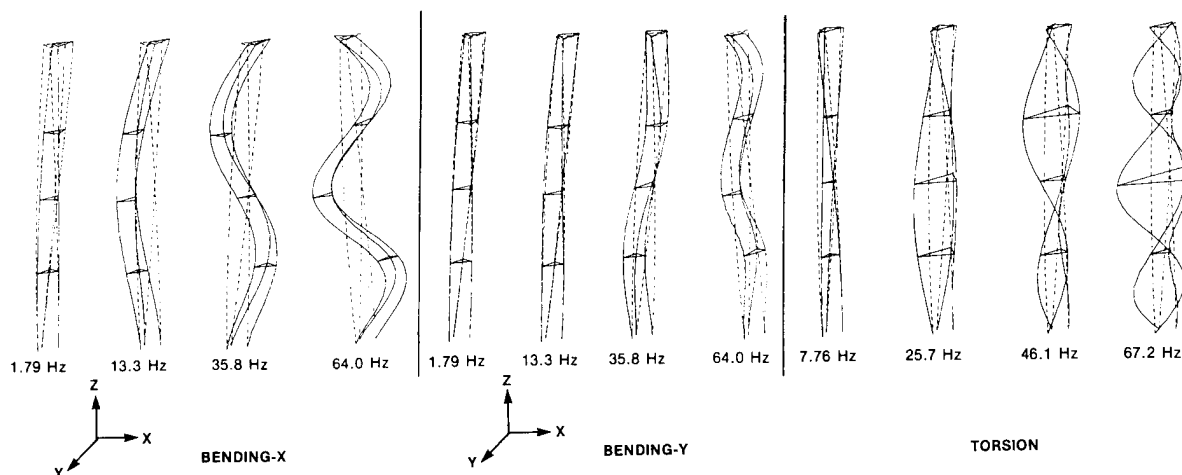 1.79 Hz 13.3 Hz 35.8 Hz 64.0 Hz 1.79 Hz 13.3 Hz 35.8 Hz 64.0 Hz 7.76 Hz 25.7 Hz 46.1 Hz 67.2 Hz
Z Z
X X
Y Y
BENDING-X BENDING-Y TORSION